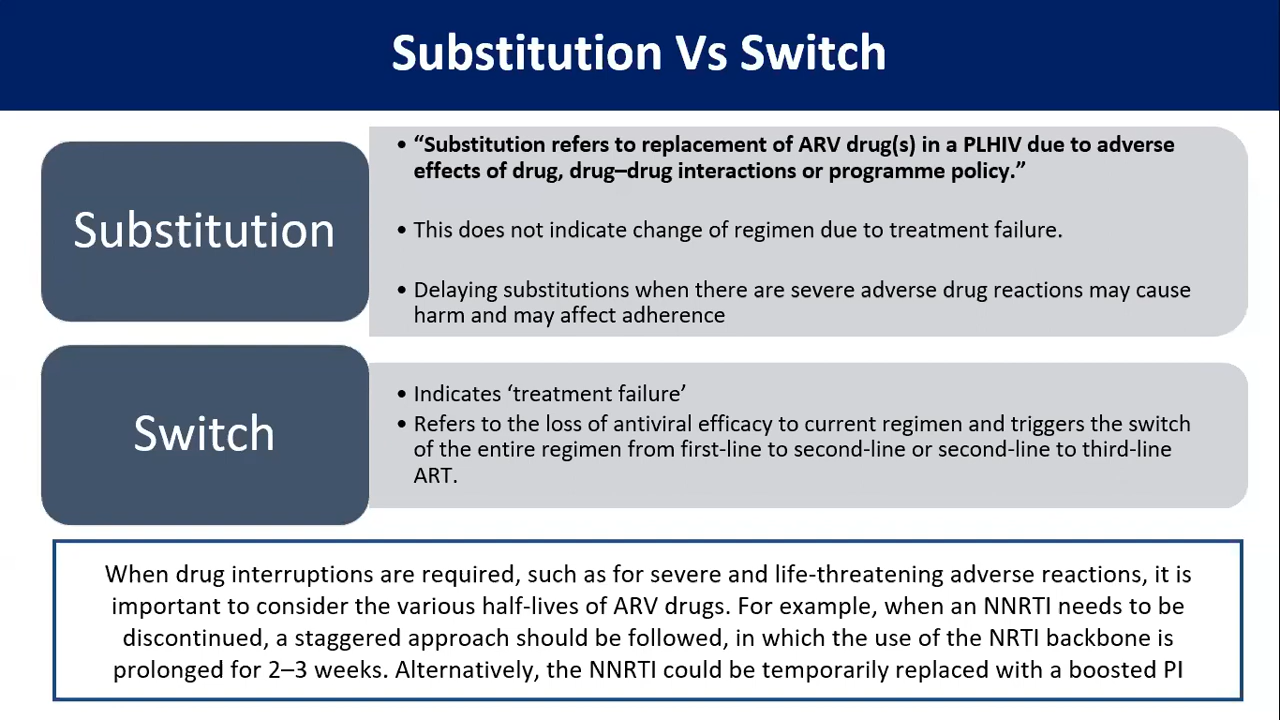 Substitution Vs Switch
Substitution
• “Substitution refers to replacement of ARV drug(s) in a PLHIV due to adverse
effects of drug, drug–drug interactions or programme policy.”
• This does not indicate change of regimen due to treatment failure.
• Delaying substitutions when there are severe adverse drug reactions may cause
harm and may affect adherence
Switch
• Indicates ‘treatment failure’
• Refers to the loss of antiviral efficacy to current regimen and triggers the switch
of the entire regimen from first-line to second-line or second-line to third-line
ART.
When drug interruptions are required, such as for severe and life-threatening adverse reactions, it is
important to consider the various half-lives of ARV drugs. For example, when an NNRTI needs to be
discontinued, a staggered approach should be followed, in which the use of the NRTI backbone is
prolonged for 2–3 weeks. Alternatively, the NNRTI could be temporarily replaced with a boosted PI